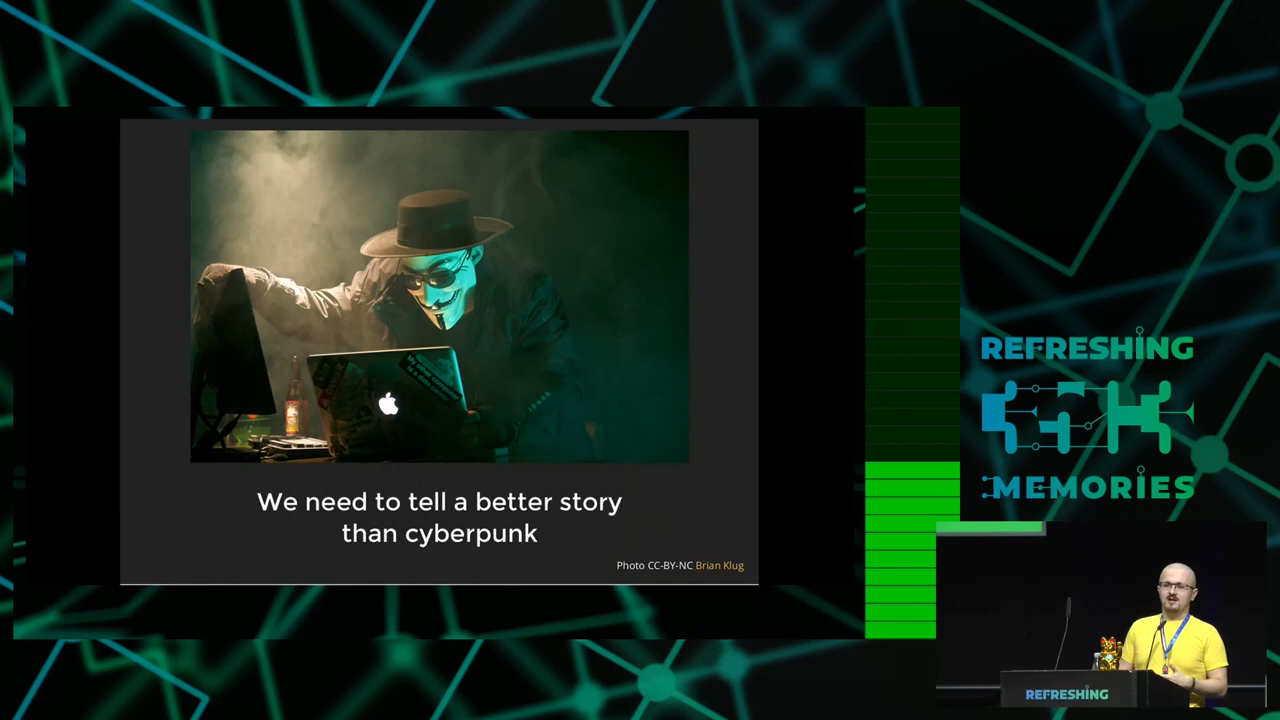 We need to tell a better story
than cyberpunk
Photo CC-BY-NC Brian Klug
REFRESHING
MEMORIES
REFRESHING